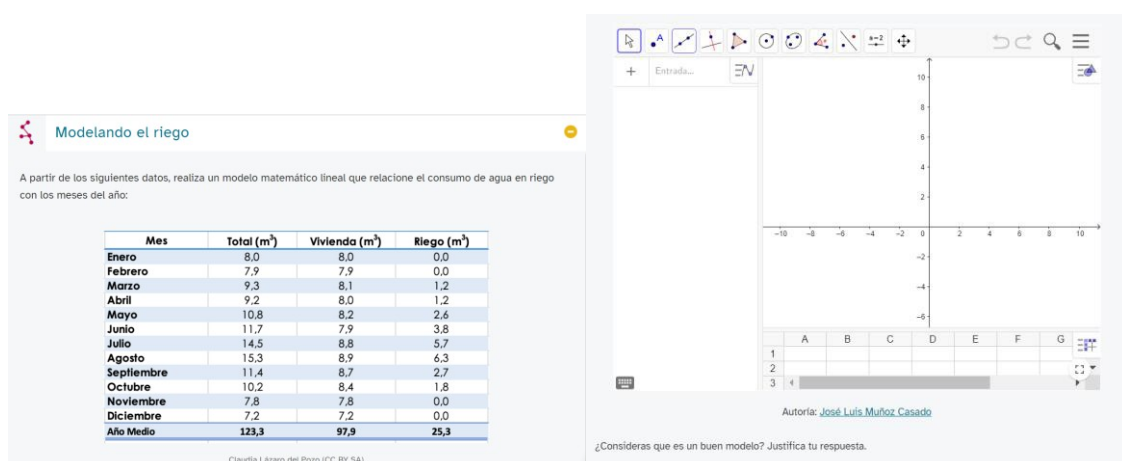 Modelando el riego
A partir de los siguientes datos, realiza un modelo matemático lineal que relacione el consumo de agua en riego
con los meses del año:
Mes Total (m³) Vivienda (m³) Riego (m³)
Enero 8,0 8,0 0,0
Febrero 7,9 7,9 0,0
Marzo 9,3 8,1 1,2
Abril 9,2 8,0 1,2
Mayo 10,8 8,2 2,6
Junio 11,7 7,9 3,8
Julio 14,5 8,8 5,7
Agosto 15,3 8,9 6,3
Septiembre 11,4 8,7 2,7
Octubre 10,2 8,4 1,8
Noviembre 7,8 7,8 0,0
Diciembre 7,2 7,2 0,0
Año Medio 123,3 97,9 25,3
Claudia Lázaro del Pozo (CC BY SA)
A
a=2
+ Entrada...
10
8
6
4
2
-10 -8 -6 -4 -2 0 2 4 6 8 10
-2
-4
-6
A B C D E F G
1
2
3
Autoría: José Luis Muñoz Casado
¿Consideras que es un buen modelo? Justifica tu respuesta.